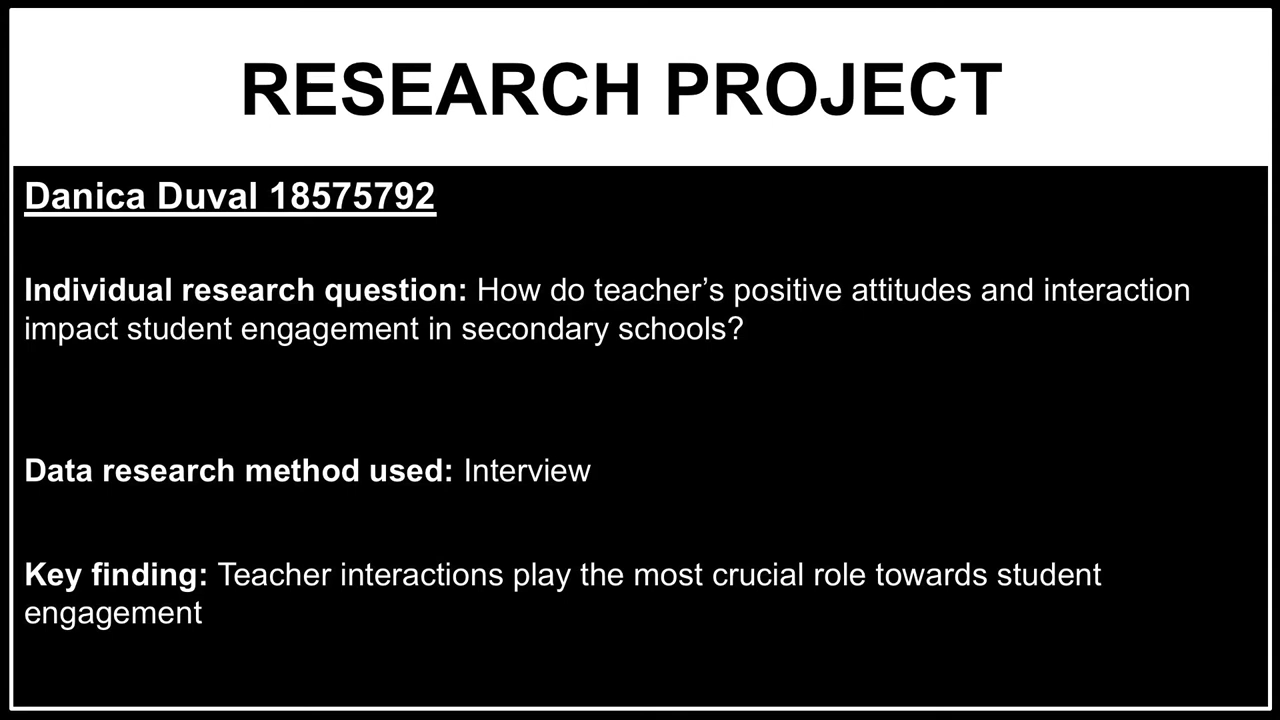 RESEARCH PROJECT
Danica Duval 18575792
Individual research question: How do teacher’s positive attitudes and interaction
impact student engagement in secondary schools?
Data research method used: Interview
Key finding: Teacher interactions play the most crucial role towards student
engagement